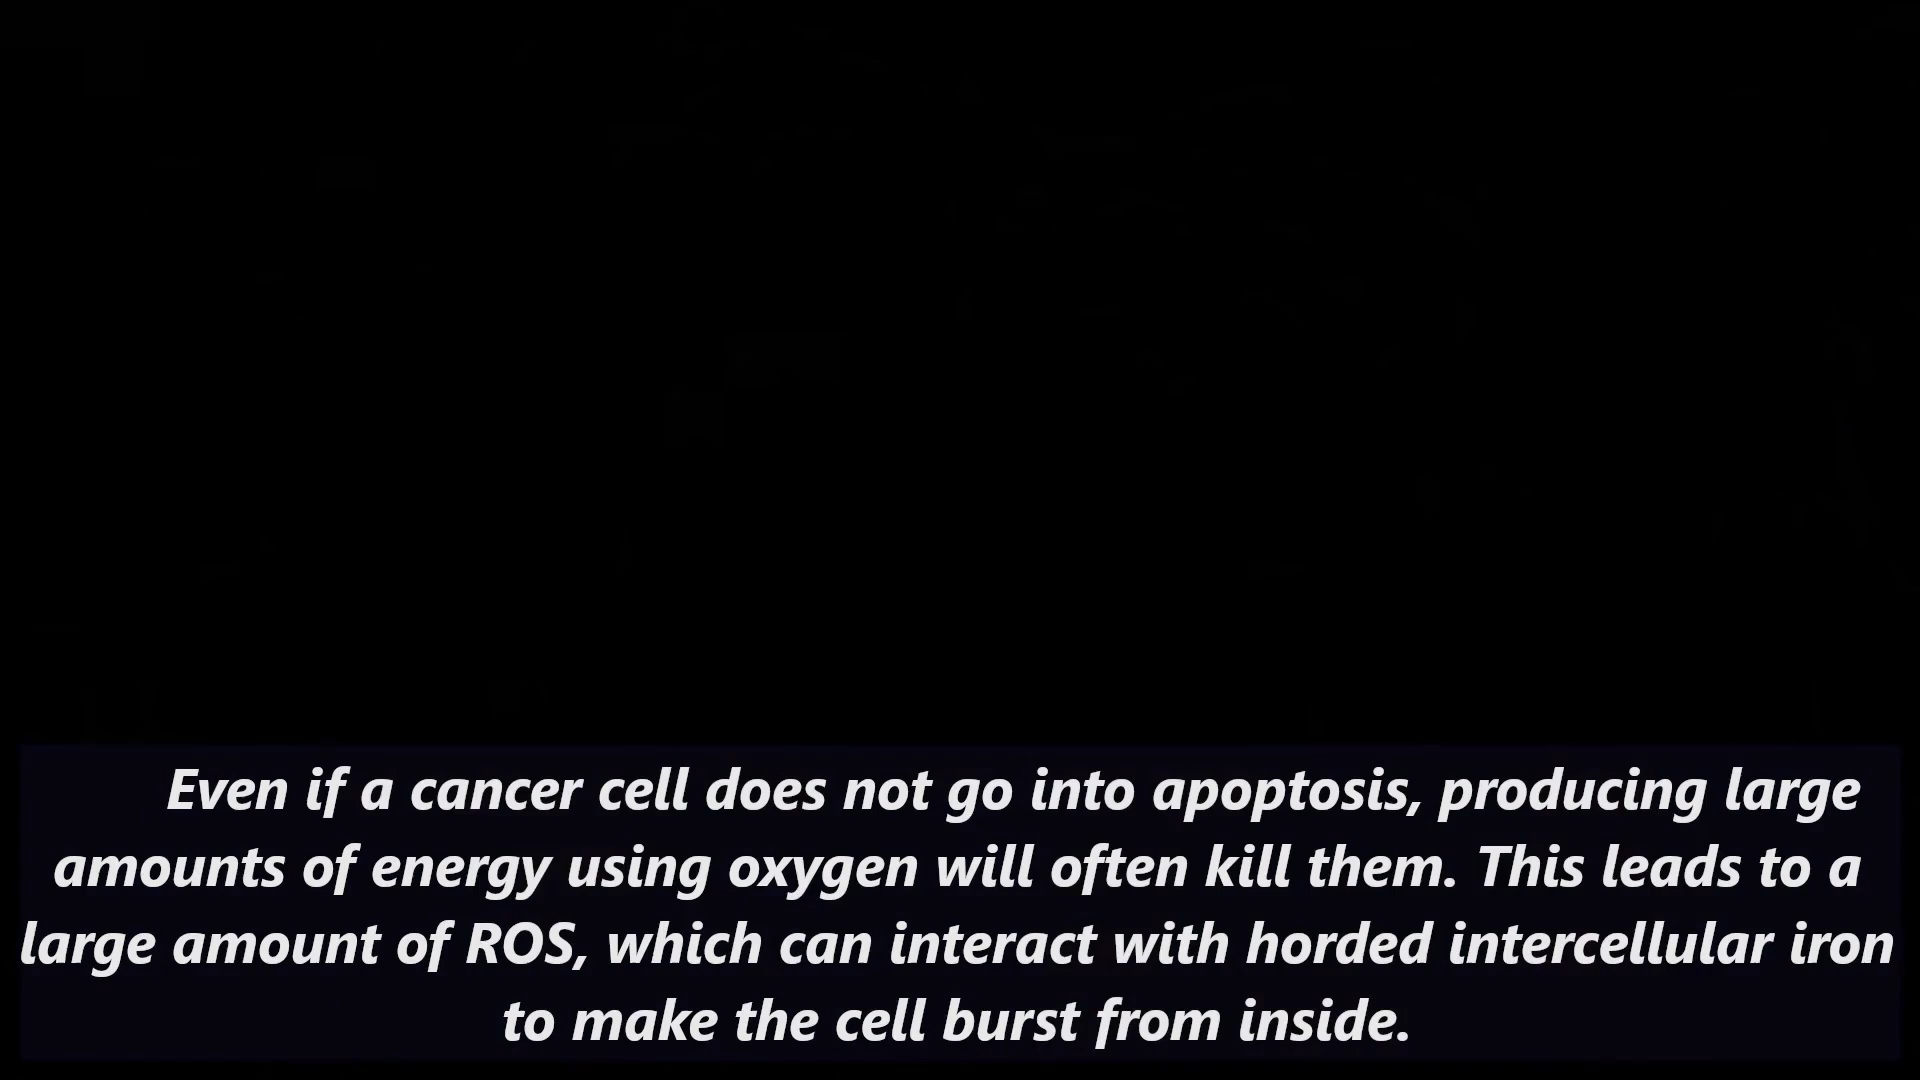 Even if a cancer cell does not go into apoptosis, producing large
amounts of energy using oxygen will often kill them. This leads to a
large amount of ROS, which can interact with horded intercellular iron
to make the cell burst from inside.